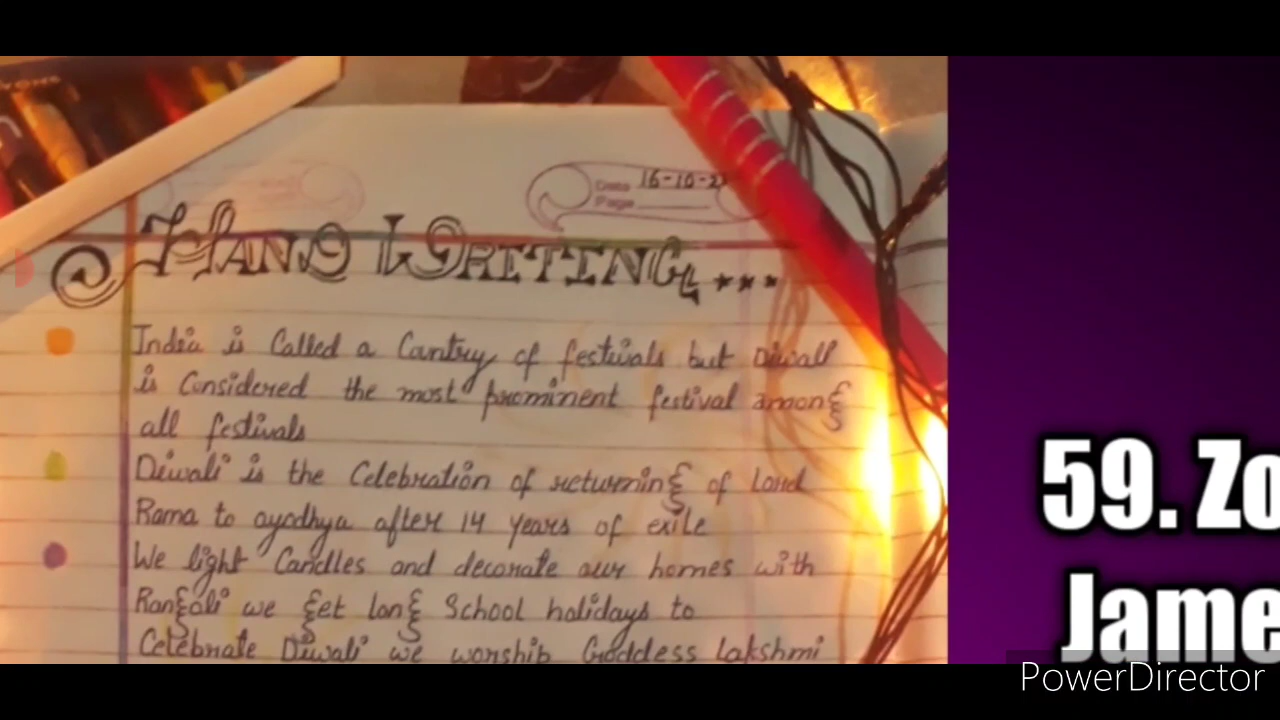 Date 16-10-2
Page
HAND WRITING...
India is Called a Cantry of festivals but Diwali
is Considered the most prominent festival among
all festivals
Diwali is the Celebration of returning of Lord
Rama to ayodhya after 14 years of exile
We light Candles and decorate our homes with
Rangoli we get long School holidays to
Celebrate Diwali we worship Goddess Lakshmi
59. Zo
Jame
PowerDirector